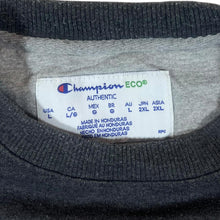 Champion ECO®
AUTHENTIC
USA CA MEX BR AU JPN ASIA
L L/G G G L 2XL 2XL
MADE IN HONDURAS
FABRIQUÉ AU HONDURAS
HECHO EN HONDURAS
RPC